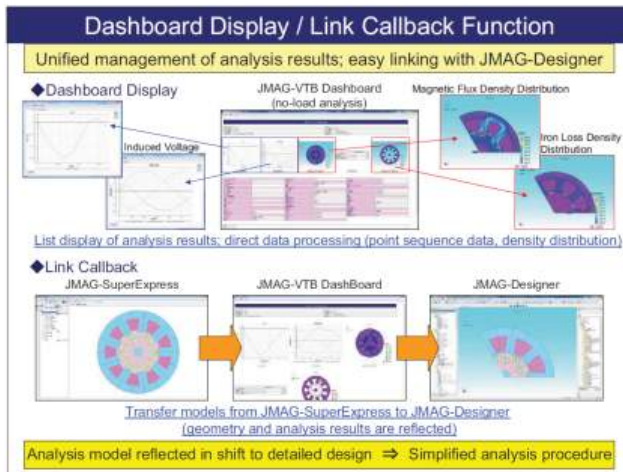 Dashboard Display / Link Callback Function
Unified management of analysis results; easy linking with JMAG-Designer
◆Dashboard Display
JMAG-VTB Dashboard
(no-load analysis)
Magnetic Flux Density Distribution
Induced Voltage
Iron Loss Density
Distribution
List display of analysis results; direct data processing (point sequence data, density distribution)
◆Link Callback
JMAG-SuperExpress
JMAG-VTB DashBoard
JMAG-Designer
Transfer models from JMAG-SuperExpress to JMAG-Designer
(geometry and analysis results are reflected)
Analysis model reflected in shift to detailed design ⇒ Simplified analysis procedure